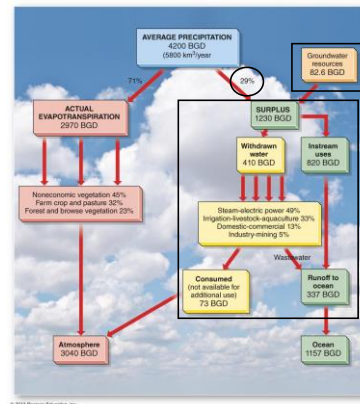 AVERAGE PRECIPITATION
4200 BGD
(5800 km³/year
71%
29%
Groundwater
resources
82.6 BGD
ACTUAL
EVAPOTRANSPIRATION
2970 BGD
SURPLUS
1230 BGD
Withdrawn
water
410 BGD
Instream
uses
820 BGD
Noneconomic vegetation 45%
Farm crop and pasture 32%
Forest and browse vegetation 23%
Steam-electric power 49%
Irrigation-livestock-aquaculture 33%
Domestic-commercial 13%
Industry-mining 5%
Wastewater
Consumed
(not available for
additional use)
73 BGD
Runoff to
ocean
337 BGD
Atmosphere
3040 BGD
Ocean
1157 BGD